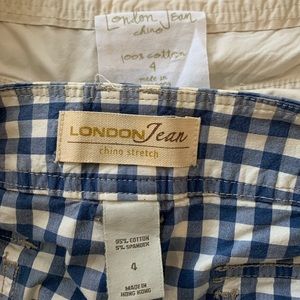 London Jean
chino
100% cotton
4
made in
LONDON Jean
chino stretch
95% COTTON
5% SPANDEX
4
MADE IN
HONG KONG